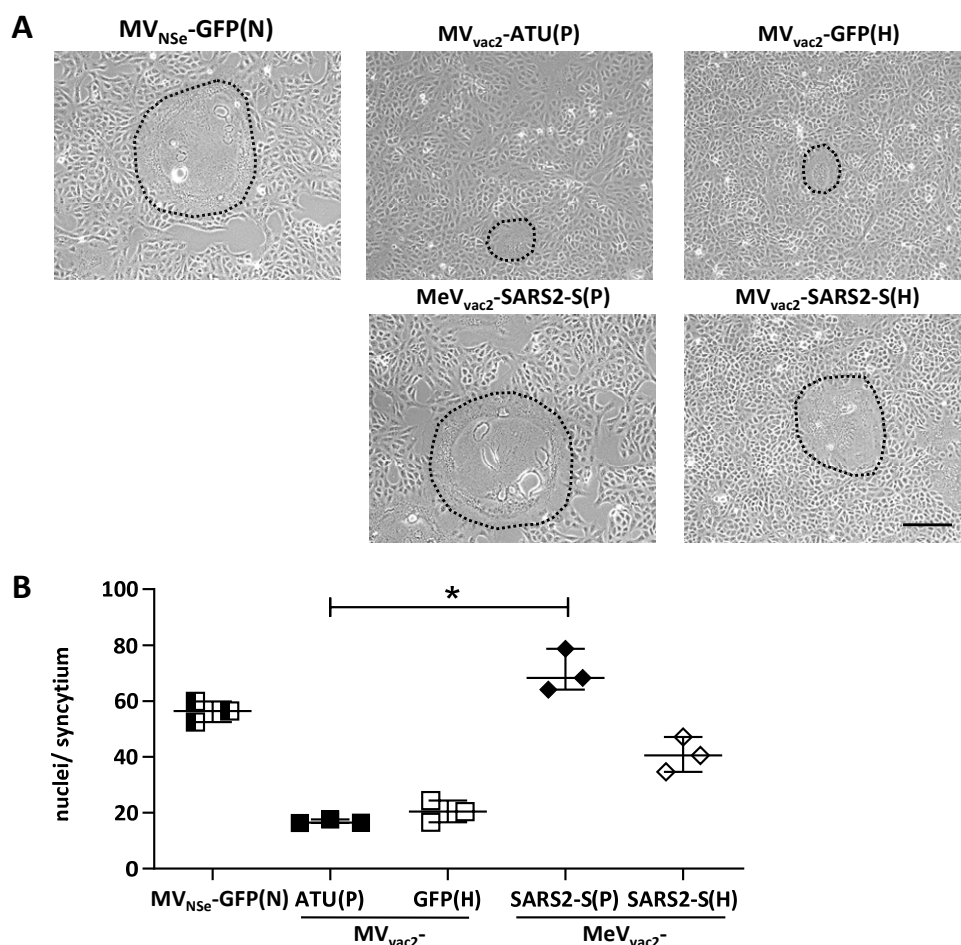 A
MVNSe-GFP(N)
MVvac2-ATU(P)
MVvac2-GFP(H)
MeVvac2-SARS2-S(P)
MVvac2-SARS2-S(H)
B
nuclei/ syncytium
100
80
60
40
20
0
*
MVNSe-GFP(N) ATU(P) GFP(H) SARS2-S(P) SARS2-S(H)
MVvac2- MeVvac2-